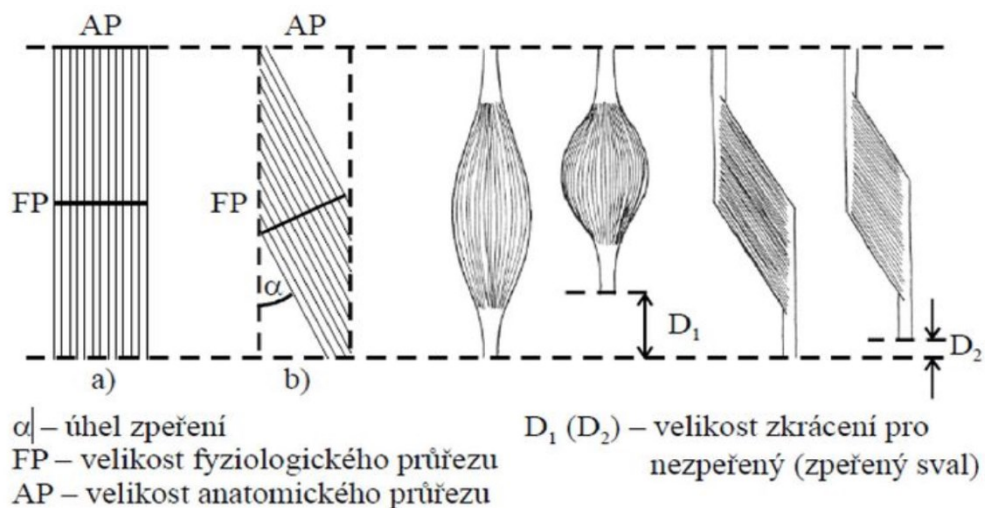 AP AP
FP FP
α
D₁
D₂
a) b)
α – úhel zpeření
FP – velikost fyziologického průřezu
AP – velikost anatomického průřezu
D₁ (D₂) – velikost zkrácení pro
nezpeřený (zpeřený sval)